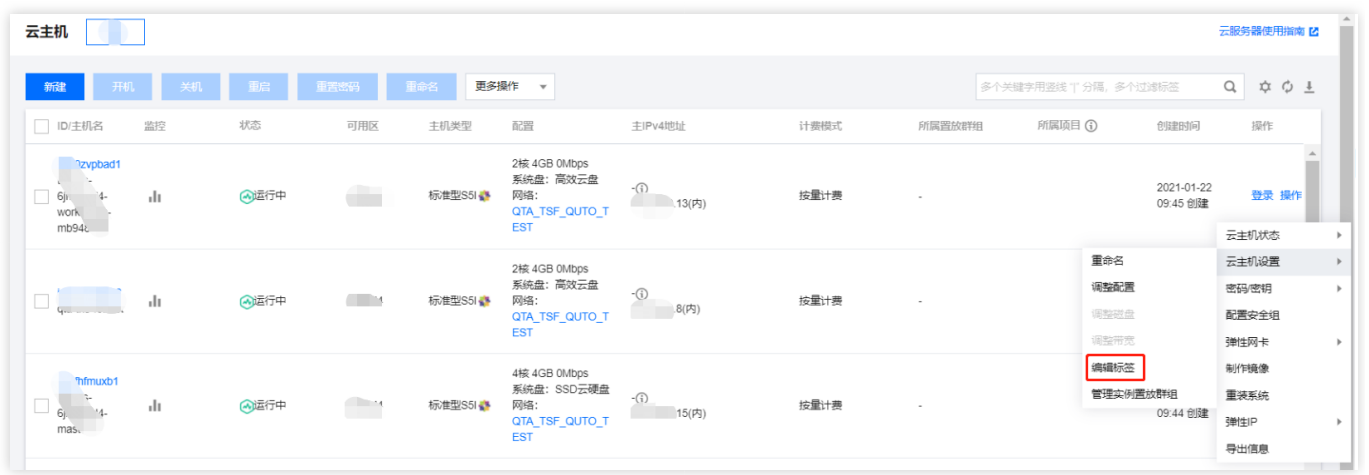 云主机
云服务器使用指南
新建 开机 关机 重启 重置密码 重命名 更多操作
多个关键字用竖线 "|" 分隔，多个过滤标签
ID/主机名 监控 状态 可用区 主机类型 配置 主IPv4地址 计费模式 所属置放群组 所属项目 创建时间 操作
zvpbad1
4-
work
mb948
运行中
标准型S5
2核 4GB 0Mbps
系统盘：高效云盘
网络：
QTA_TSF_QUTO_T
EST
-
.13(内)
按量计费
-
2021-01-22
09:45 创建
登录 操作
运行中
标准型S5
2核 4GB 0Mbps
系统盘：高效云盘
网络：
QTA_TSF_QUTO_T
EST
-
.8(内)
按量计费
-
hfmuxb1
4-
mas
运行中
标准型S5
4核 4GB 0Mbps
系统盘：SSD云硬盘
网络：
QTA_TSF_QUTO_T
EST
-
15(内)
按量计费
-
09:44 创建
重命名
调整配置
调整磁盘
调整带宽
编辑标签
管理实例置放群组
云主机状态
云主机设置
密码/密钥
配置安全组
弹性网卡
制作镜像
重装系统
弹性IP
导出信息